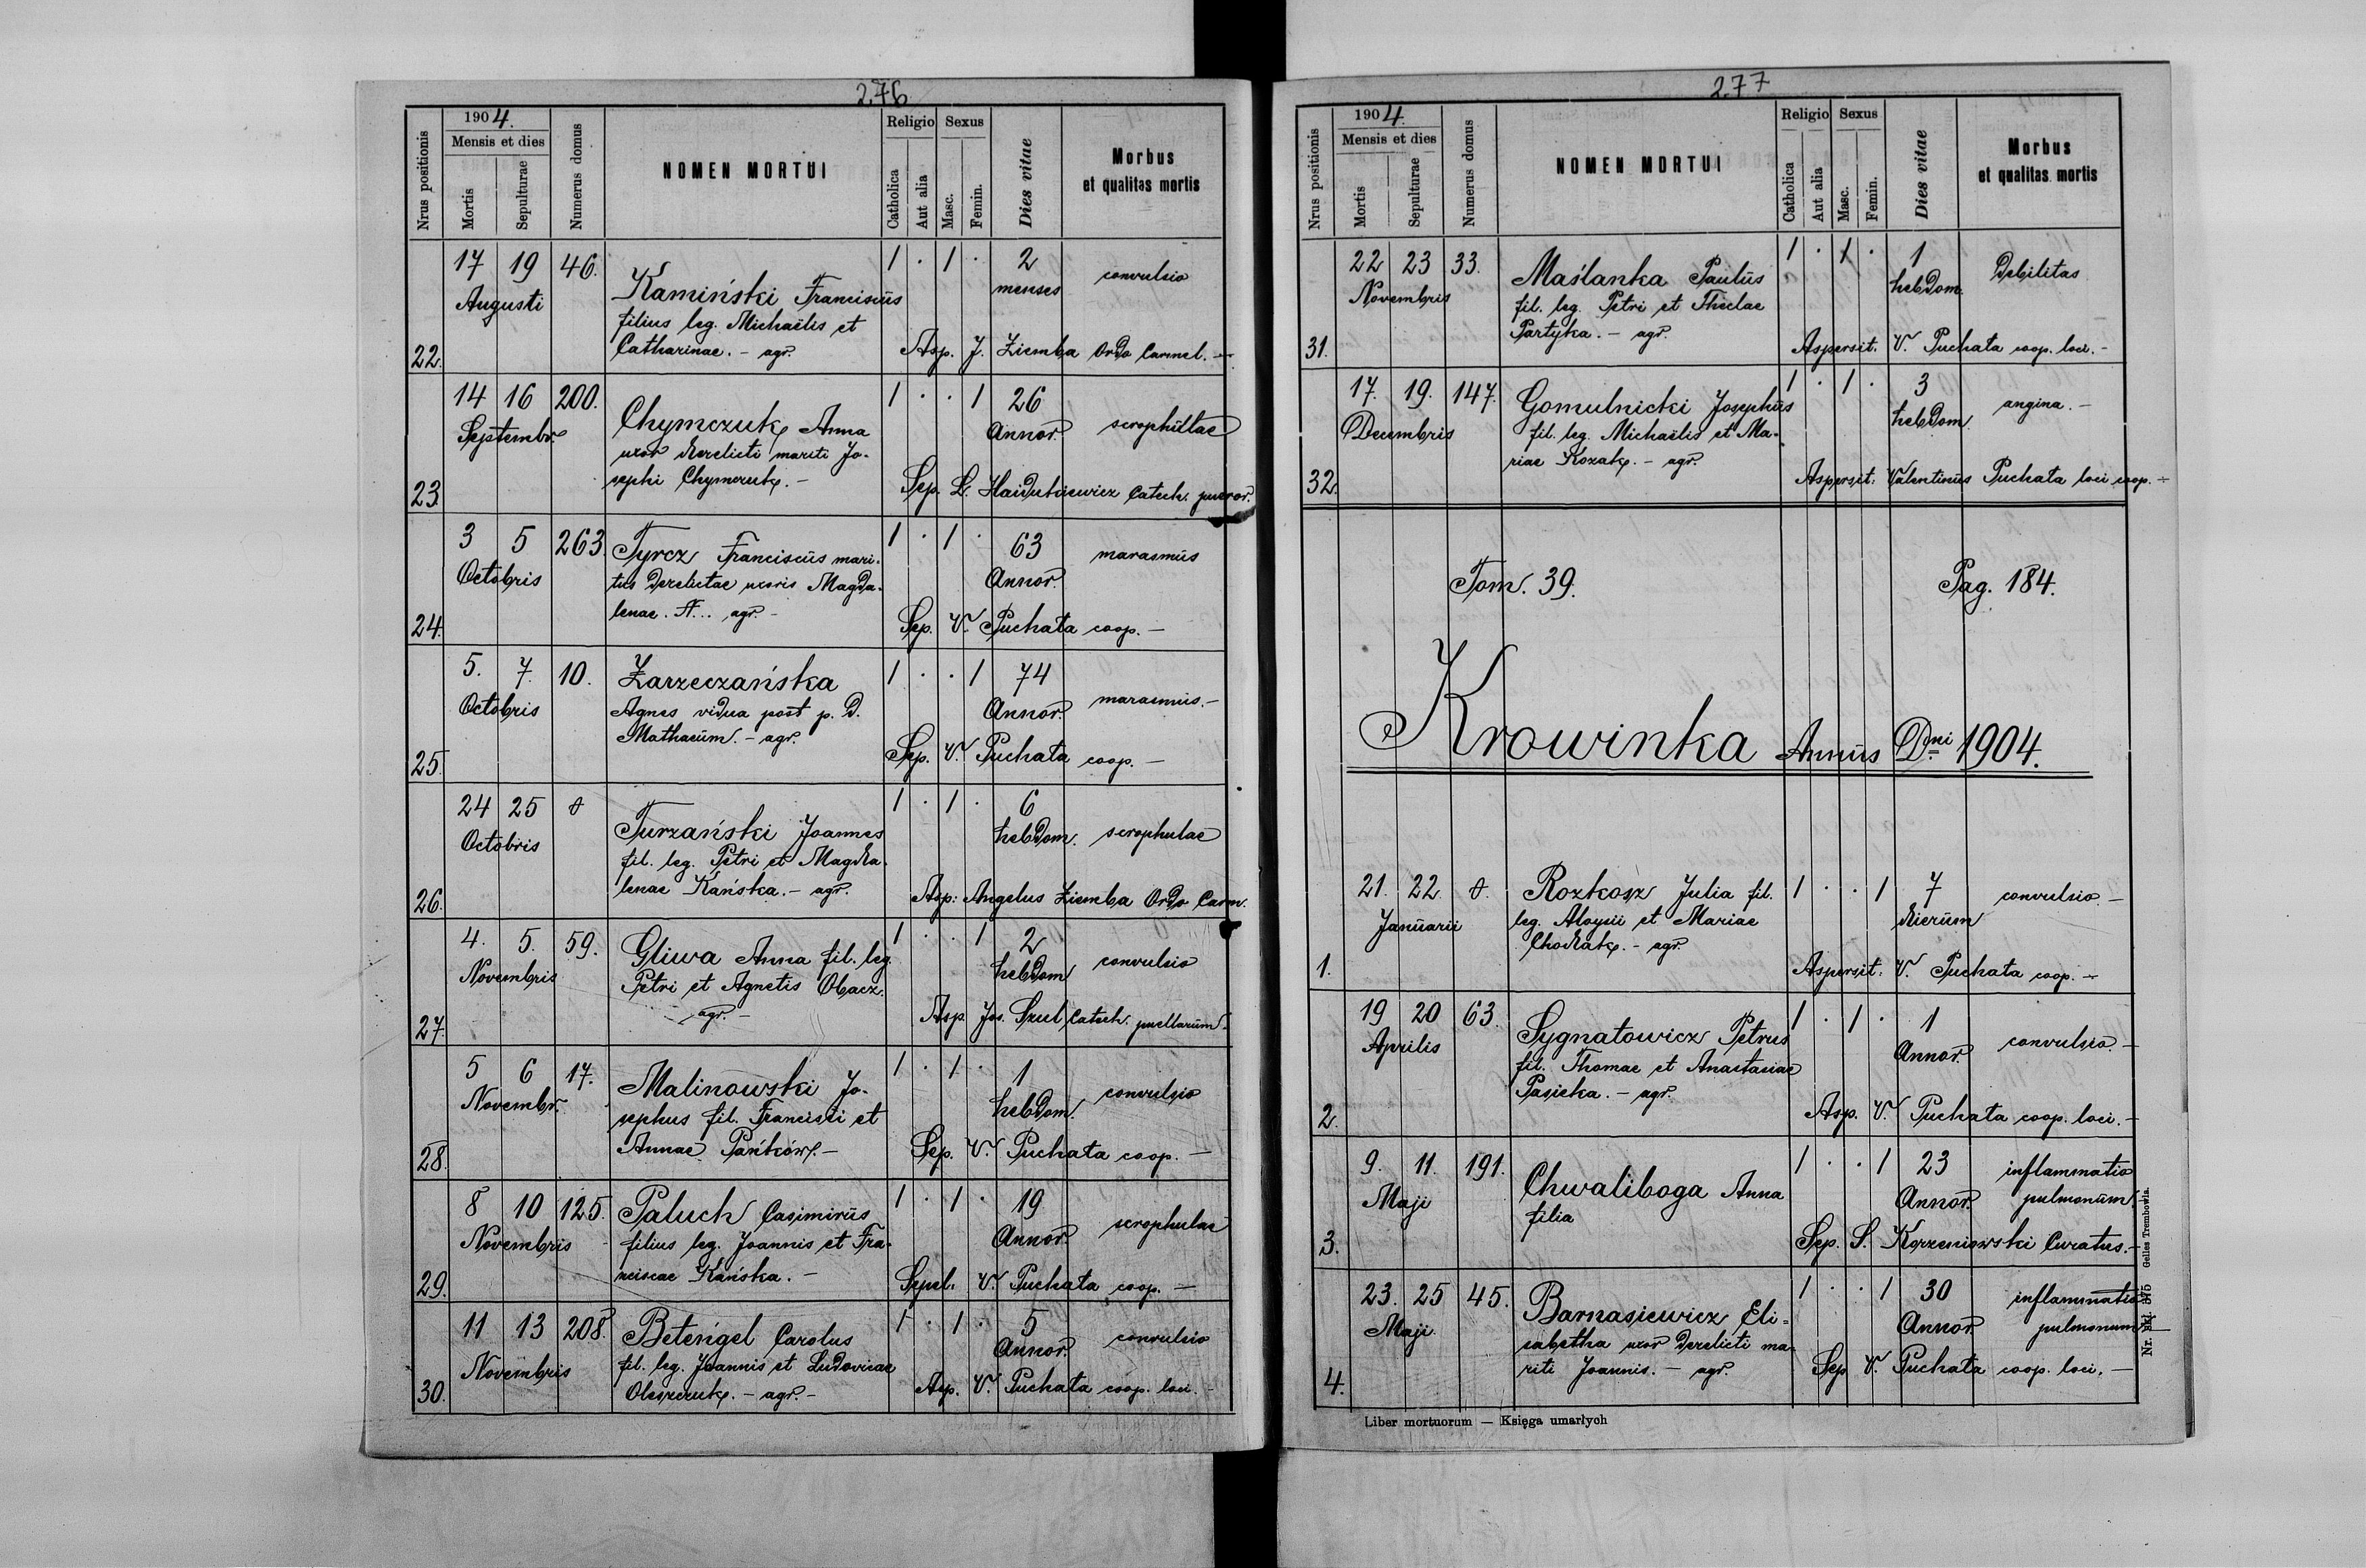 276
Nrus positionis
1904.
Mensis et dies
Mortis
Sepulturae
Numerus domus
NOMEN MORTUI
Religio
Catholica
Aut alia
Sexus
Masc.
Femin.
Dies vitae
Morbus
et qualitas mortis
22.
17 19 46.
Augusti
Kamiński Franciscus
filius leg. Michaëlis et
Catharinae. - agr.
1 . 1 .
2
menses
convulsio
Asp. J. Ziemba Ordo Carmel. -
23
14 16 200.
Septembr.
Chymczuk Anna
uxor derelicti mariti Jo-
sephi Chymczuk. -
1 . . 1
26
Annor.
scrophullae
Sep. L. Haidukiewicz Catech. pueror.
24.
3 5 263.
Octobris
Tyrcz Franciscus mari-
tus derelictae uxoris Magda-
lenae. N... agr. -
1 . 1 .
63
Annor.
marasmus
Sep. V. Puchata coop. -
25.
5. 7. 10.
Octobris
Zarzeczańska
Agnes vidua post p. d.
Mathaeum. - agr.
1 . . 1
74
Annor.
marasmus. -
Sep. V. Puchata coop. -
26.
24 25
Octobris
Turzański Joannes
fil. leg. Petri et Magda-
lenae Kańska. - agr.
1 . 1 .
6
hebdom.
scrophulae
Asp: Angelus Ziemba Ordo Carm.
27.
4. 5. 59.
Novembris
Gliwa Anna fil. leg.
Petri et Agnetis Obacz.
agr. -
1 . . 1
2
hebdom
convulsio
Asp. Jos. Szul Catech. puellarum. -
28.
5 6 17.
Novembr.
Malinowski Jo-
sephus fil. Francisci et
Annae Pańków. -
1 . 1 .
1
hebdom.
convulsio
Sep. V. Puchata coop. -
29.
8 10 125.
Novembris
Paluch Casimirus
filius leg. Joannis et Fra-
nciscae Kańska. -
1 . 1 .
19
Annor.
scrophulae
Sepel. V. Puchata coop. -
30.
11 13 208.
Novembris
Betengel Carolus
fil. leg. Joannis et Ludovicae
Oleszczuk. - agr. -
1 . 1 .
5
Annor.
convulsio
Asp. V. Puchata coop. loci. -
277
Nrus positionis
1904.
Mensis et dies
Mortis
Sepulturae
Numerus domus
NOMEN MORTUI
Religio
Catholica
Aut alia
Sexus
Masc.
Femin.
Dies vitae
Morbus
et qualitas mortis
31.
22 23 33.
Novembris
Maślanka Paulus
fil. leg. Petri et Theclae
Partyka. - agr.
1 . 1 .
1
hebdom.
Debilitas
Aspersit. V. Puchata coop. loci. -
32.
17. 19. 147.
Decembris
Gomulnicki Josephus
fil. leg. Michaëlis et Ma-
riae Kozak. - agr.
1 . 1 .
3
hebdom
angina. -
Aspersit. Valentinus Puchata loci coop. -
Tom. 39. Pag. 184.
Krowinka Annus Dni 1904.
1.
21. 22
Januarii
Rozkosz Julia fil.
leg. Aloysii et Mariae
Chodak. - agr.
1 . . 1
7
dierum
convulsio -
Aspersit. V. Puchata coop. -
2.
19 20 63.
Aprilis
Sygnatowicz Petrus
fil. Thomae et Anastasiae
Pasieka. - agr.
1 . 1 .
1
Annor.
convulsio. -
Asp. V. Puchata coop. loci. -
3.
9. 11. 191.
Maji
Chwaliboga Anna
filia
1 . . 1
23
Annor.
inflammatio
pulmonum.
Sep. S. Korzeniowski Curatus. -
4.
23. 25 45.
Maji.
Barnasiewicz Eli-
sabetha uxor derelicti ma-
riti Joannis. - agr.
1 . . 1
30
Annor.
inflammatio
pulmonum
Sep V. Puchata coop. loci. -
Liber mortuorum — Księga umarłych
Gelles Trembowla.